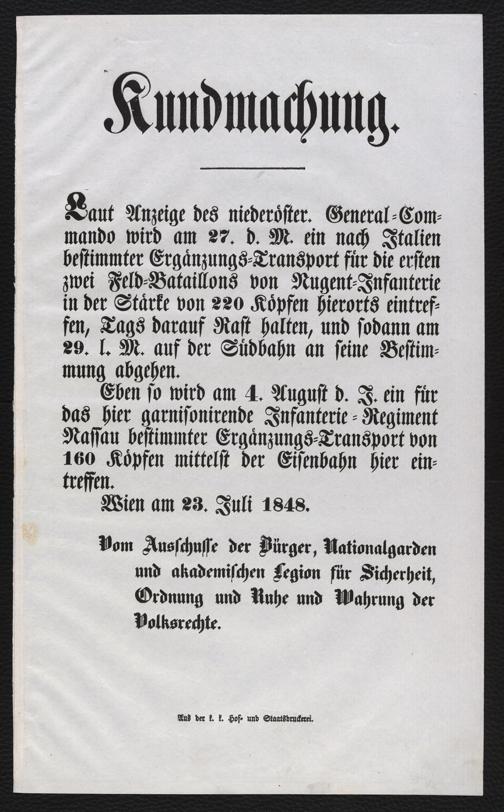 Kundmachung.
Laut Anzeige des niederöster. General-Com-
mando wird am 27. d. M. ein nach Italien
bestimmter Ergänzungs-Transport für die ersten
zwei Feld-Bataillons von Nugent-Infanterie
in der Stärke von 220 Köpfen hierorts eintref-
fen, Tags darauf Rast halten, und sodann am
29. l. M. auf der Südbahn an seine Bestim-
mung abgehen.
Eben so wird am 4. August d. J. ein für
das hier garnisonirende Infanterie-Regiment
Nassau bestimmter Ergänzungs-Transport von
160 Köpfen mittelst der Eisenbahn hier ein-
treffen.
Wien am 23. Juli 1848.
Vom Ausschusse der Bürger, Nationalgarden
und akademischen Legion für Sicherheit,
Ordnung und Ruhe und Wahrung der
Volksrechte.
Aus der k. k. Hof- und Staatsdruckerei.